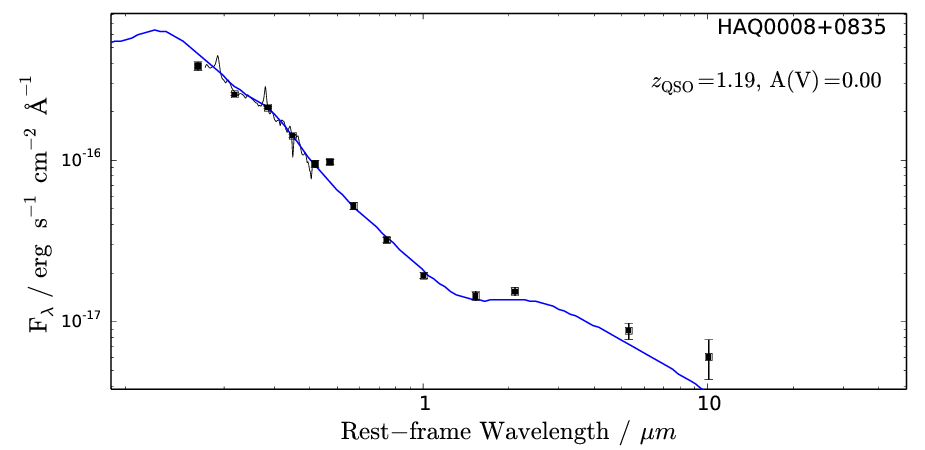 HAQ0008+0835
z_QSO=1.19, A(V)=0.00
F_λ / erg s⁻¹ cm⁻² Å⁻¹
10⁻¹⁶
10⁻¹⁷
1
10
Rest−frame Wavelength / μm